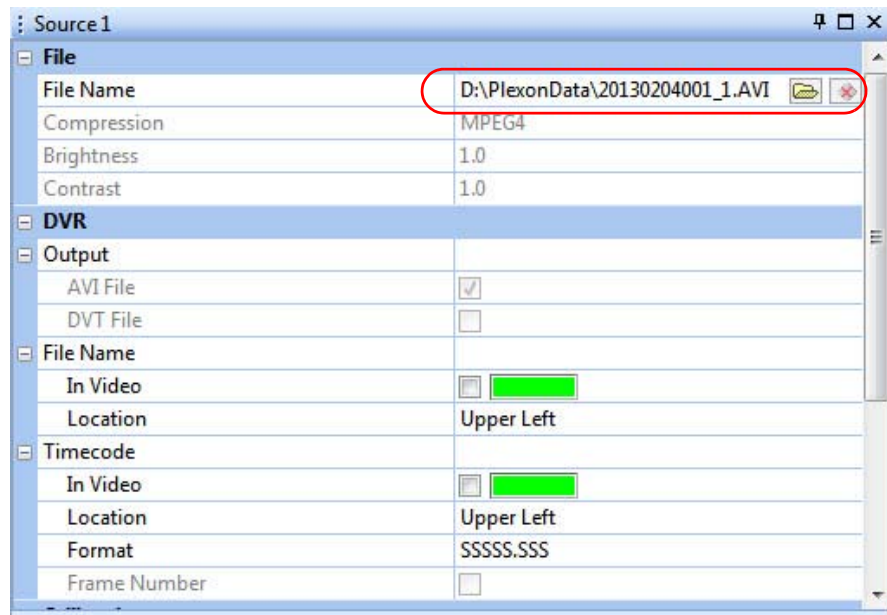 Source 1
File
File Name D:\PlexonData\20130204001_1.AVI
Compression MPEG4
Brightness 1.0
Contrast 1.0
DVR
Output
AVI File
DVT File
File Name
In Video
Location Upper Left
Timecode
In Video
Location Upper Left
Format SSSSS.SSS
Frame Number